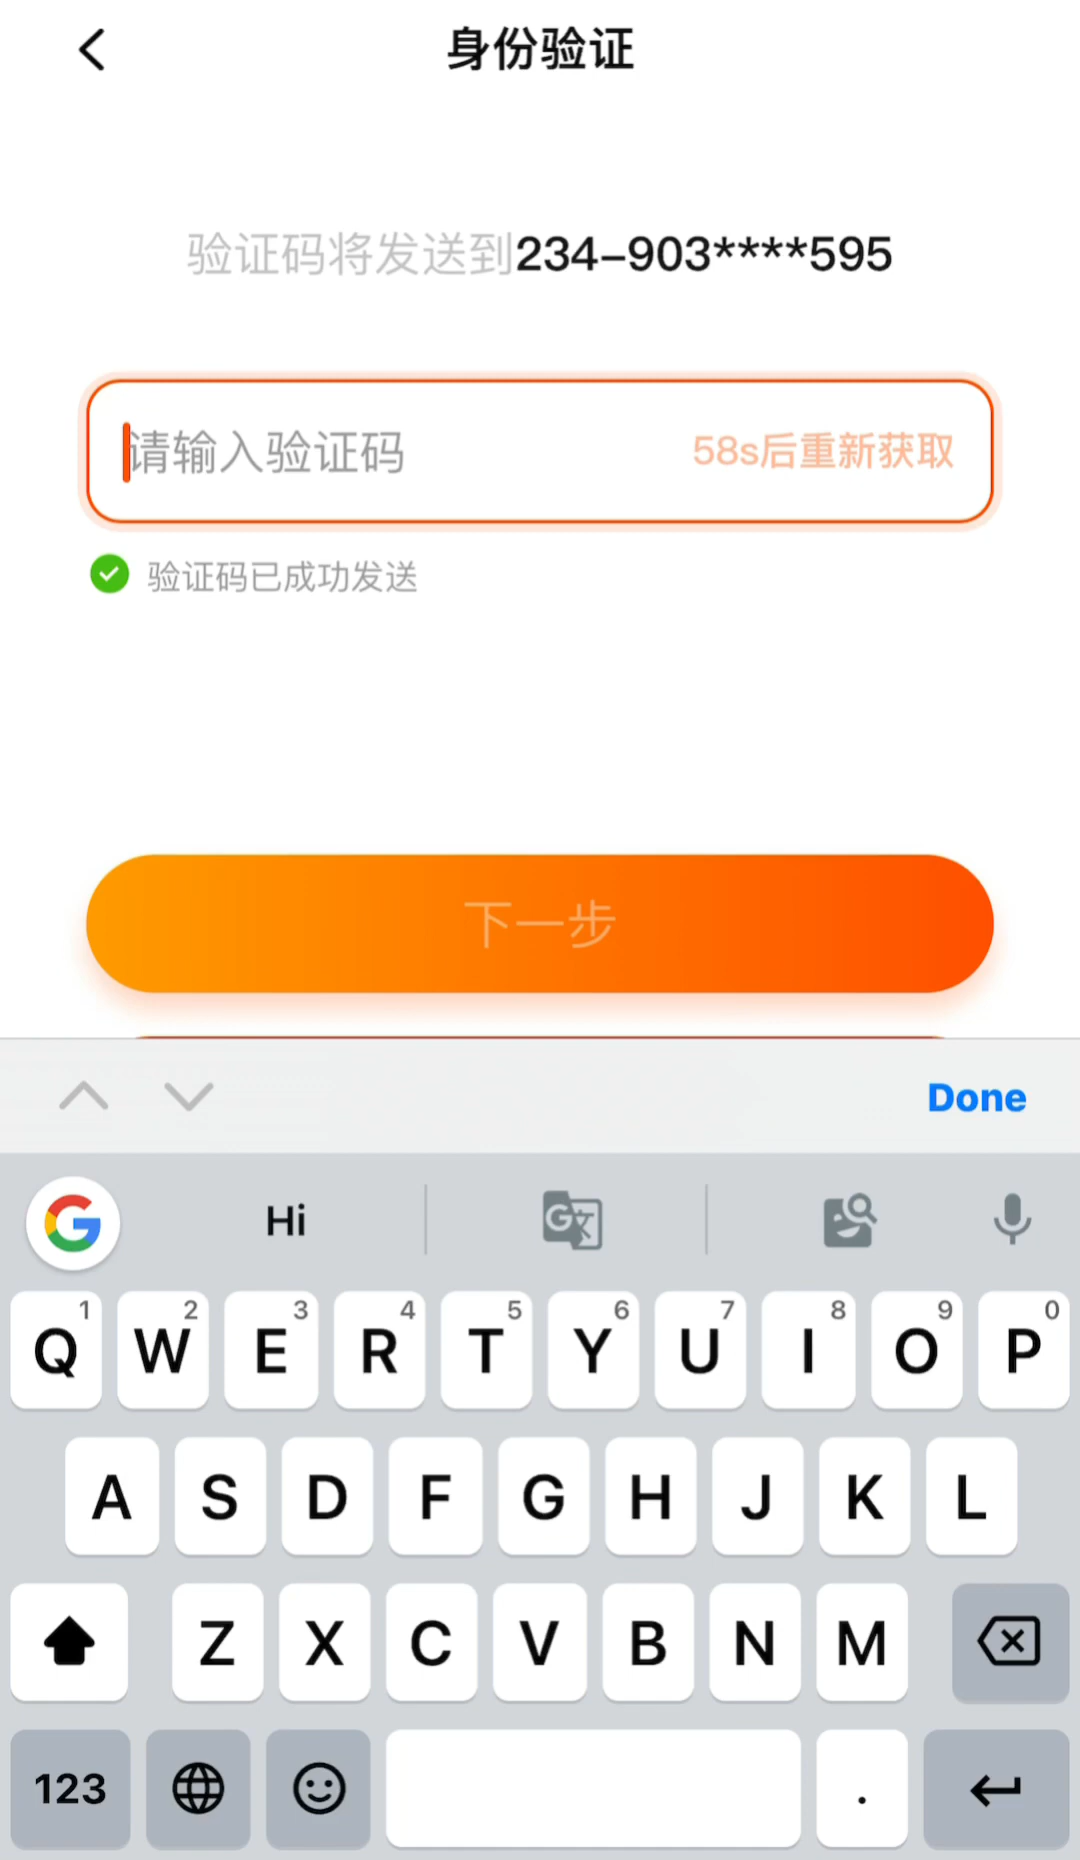 身份验证
验证码将发送到234-903****595
请输入验证码 58s后重新获取
验证码已成功发送
下一步
Done
Hi
1 2 3 4 5 6 7 8 9 0
Q W E R T Y U I O P
A S D F G H J K L
Z X C V B N M
123 .